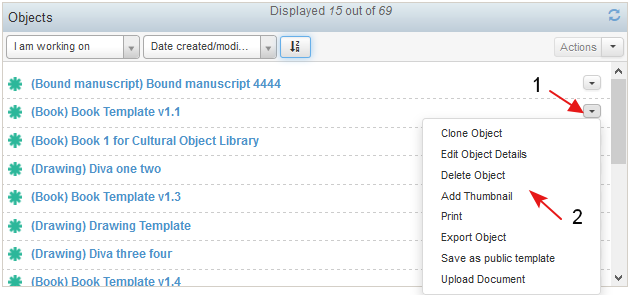 Objects
Displayed 15 out of 69
I am working on
Date created/modi...
Actions
(Bound manuscript) Bound manuscript 4444
1
(Book) Book Template v1.1
(Book) Book 1 for Cultural Object Library
(Drawing) Diva one two
(Book) Book Template v1.3
(Drawing) Drawing Template
(Drawing) Diva three four
(Book) Book Template v1.4
Clone Object
Edit Object Details
Delete Object
Add Thumbnail
Print
2
Export Object
Save as public template
Upload Document